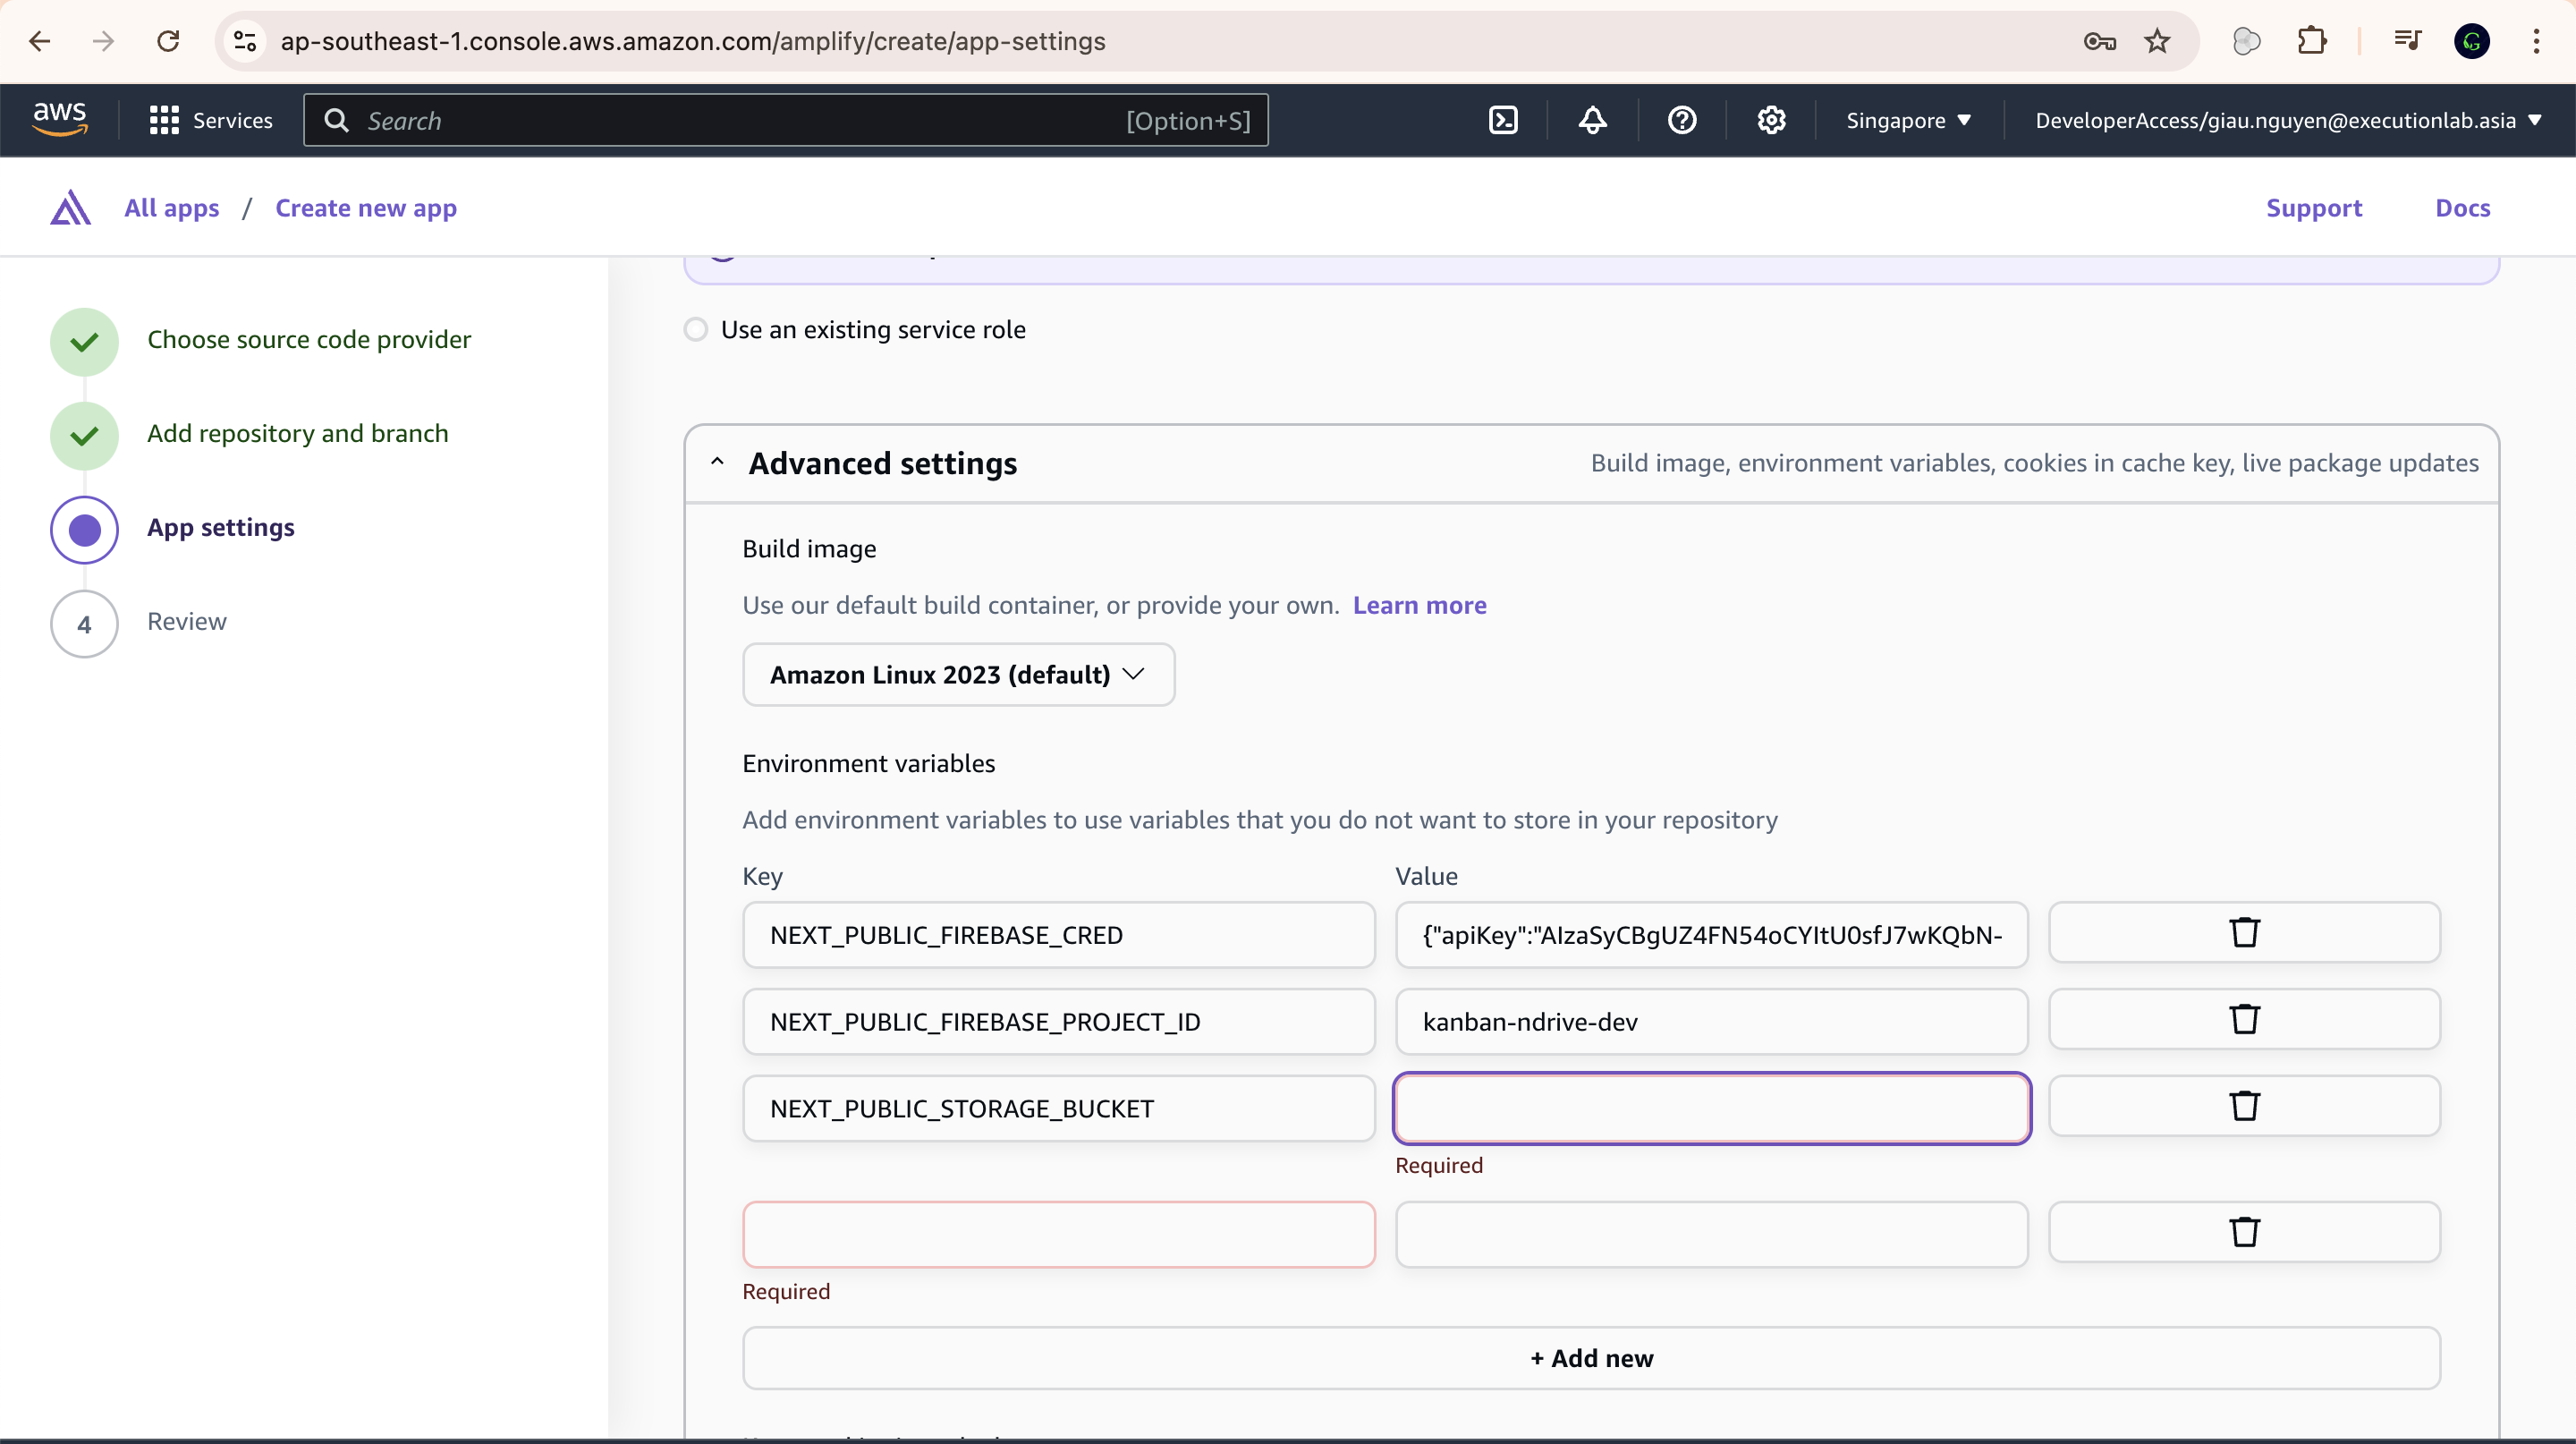 ap-southeast-1.console.aws.amazon.com/amplify/create/app-settings
aws
Services
Search
[Option+S]
Singapore
DeveloperAccess/giau.nguyen@executionlab.asia
All apps / Create new app
Support
Docs
Choose source code provider
Add repository and branch
App settings
4 Review
Use an existing service role
Advanced settings
Build image, environment variables, cookies in cache key, live package updates
Build image
Use our default build container, or provide your own. Learn more
Amazon Linux 2023 (default)
Environment variables
Add environment variables to use variables that you do not want to store in your repository
Key Value
NEXT_PUBLIC_FIREBASE_CRED {"apiKey":"AIzaSyCBgUZ4FN54oCYItU0sfJ7wKQbN-
NEXT_PUBLIC_FIREBASE_PROJECT_ID kanban-ndrive-dev
NEXT_PUBLIC_STORAGE_BUCKET
Required
Required
+ Add new